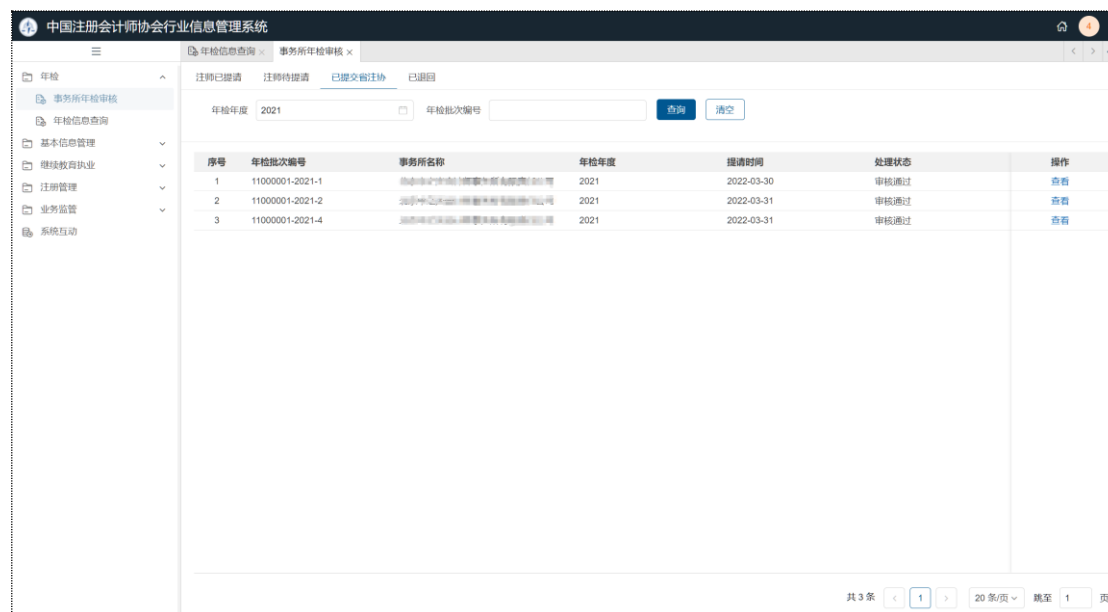 中国注册会计师协会行业信息管理系统
4
年检信息查询 × 事务所年检审核 ×
年检
事务所年检审核
年检信息查询
基本信息管理
继续教育执业
注册管理
业务监管
系统互动
注师已提请 注师待提请 已提交省注协 已退回
年检年度 2021 年检批次编号 查询 清空
序号 年检批次编号 事务所名称 年检年度 提请时间 处理状态 操作
1 11000001-2021-1 2021 2022-03-30 审核通过 查看
2 11000001-2021-2 2021 2022-03-31 审核通过 查看
3 11000001-2021-4 2021 2022-03-31 审核通过 查看
共 3 条 < 1 > 20 条/页 跳至 1 页